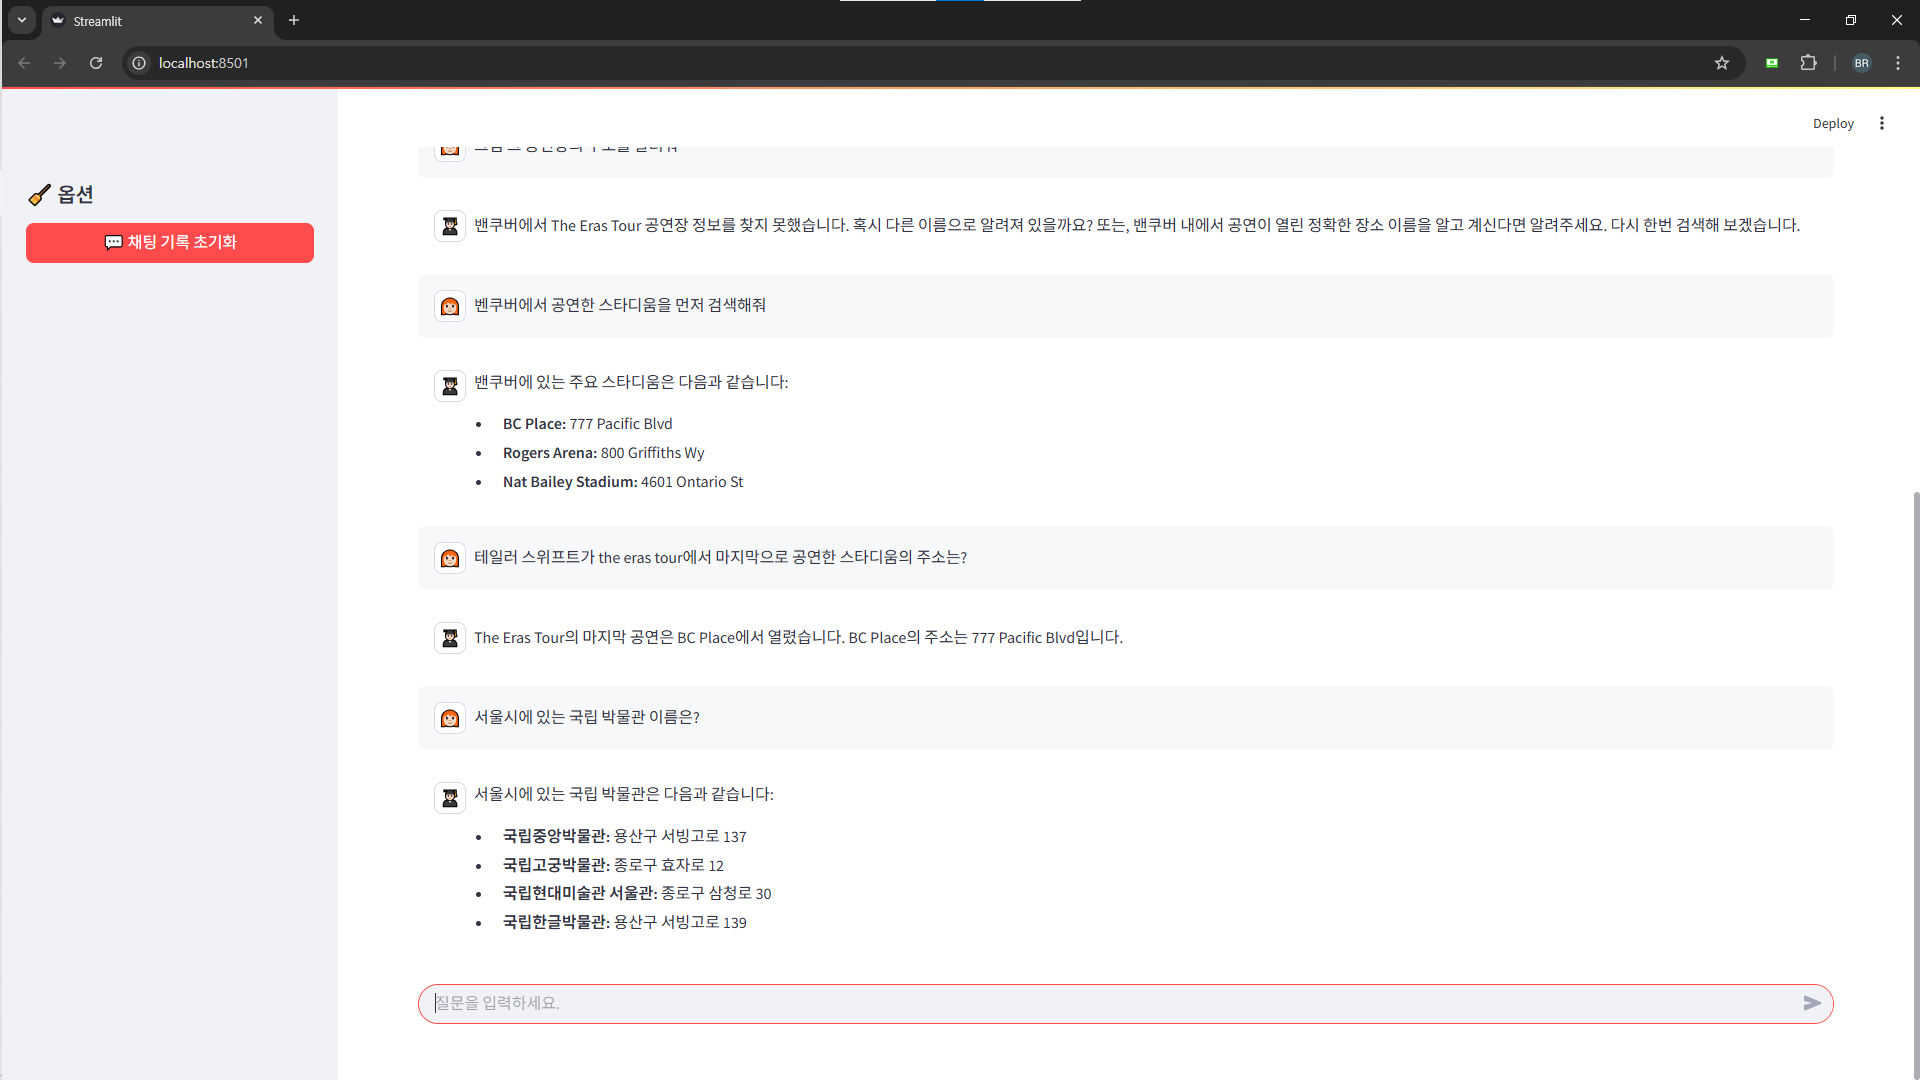 Streamlit
localhost:8501
BR
Deploy
옵션
채팅 기록 초기화
밴쿠버에서 The Eras Tour 공연장 정보를 찾지 못했습니다. 혹시 다른 이름으로 알려져 있을까요? 또는, 밴쿠버 내에서 공연이 열린 정확한 장소 이름을 알고 계신다면 알려주세요. 다시 한번 검색해 보겠습니다.
벤쿠버에서 공연한 스타디움을 먼저 검색해줘
밴쿠버에 있는 주요 스타디움은 다음과 같습니다:
BC Place: 777 Pacific Blvd
Rogers Arena: 800 Griffiths Wy
Nat Bailey Stadium: 4601 Ontario St
테일러 스위프트가 the eras tour에서 마지막으로 공연한 스타디움의 주소는?
The Eras Tour의 마지막 공연은 BC Place에서 열렸습니다. BC Place의 주소는 777 Pacific Blvd입니다.
서울시에 있는 국립 박물관 이름은?
서울시에 있는 국립 박물관은 다음과 같습니다:
국립중앙박물관: 용산구 서빙고로 137
국립고궁박물관: 종로구 효자로 12
국립현대미술관 서울관: 종로구 삼청로 30
국립한글박물관: 용산구 서빙고로 139
질문을 입력하세요.